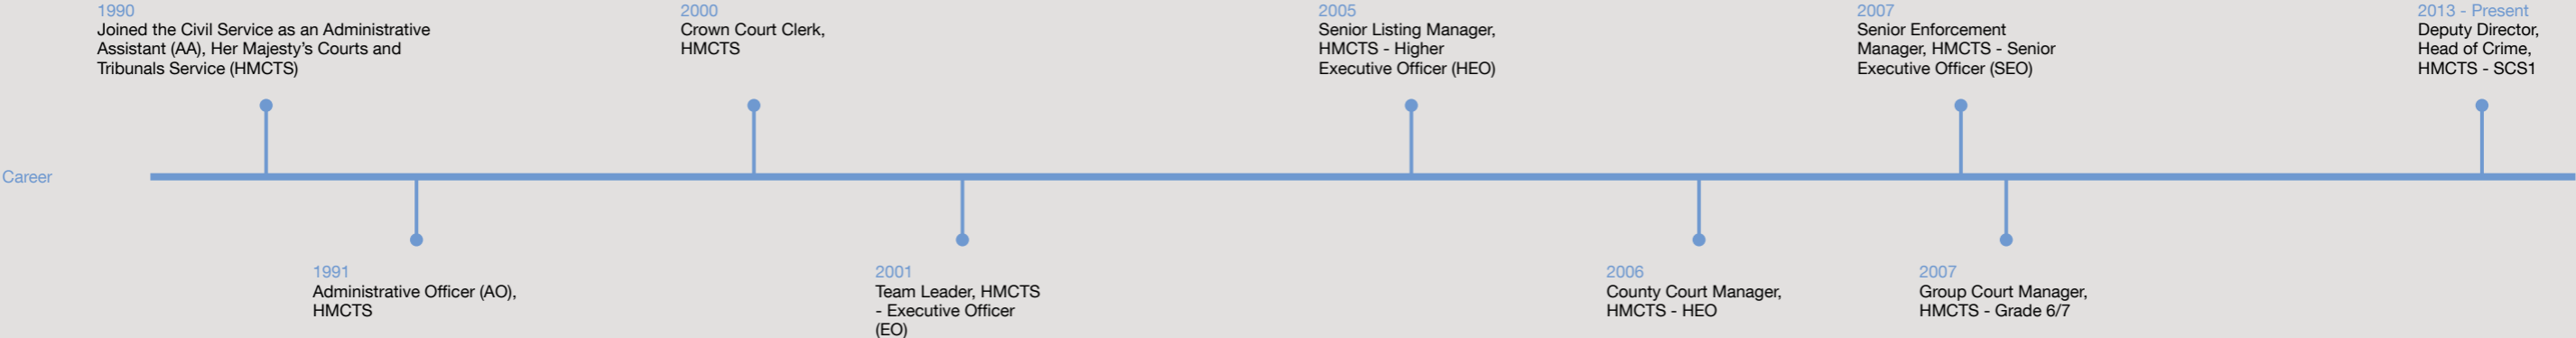 1990
Joined the Civil Service as an Administrative
Assistant (AA), Her Majesty’s Courts and
Tribunals Service (HMCTS)
2000
Crown Court Clerk,
HMCTS
2005
Senior Listing Manager,
HMCTS - Higher
Executive Officer (HEO)
2007
Senior Enforcement
Manager, HMCTS - Senior
Executive Officer (SEO)
2013 - Present
Deputy Director,
Head of Crime,
HMCTS - SCS1
Career
1991
Administrative Officer (AO),
HMCTS
2001
Team Leader, HMCTS
- Executive Officer
(EO)
2006
County Court Manager,
HMCTS - HEO
2007
Group Court Manager,
HMCTS - Grade 6/7